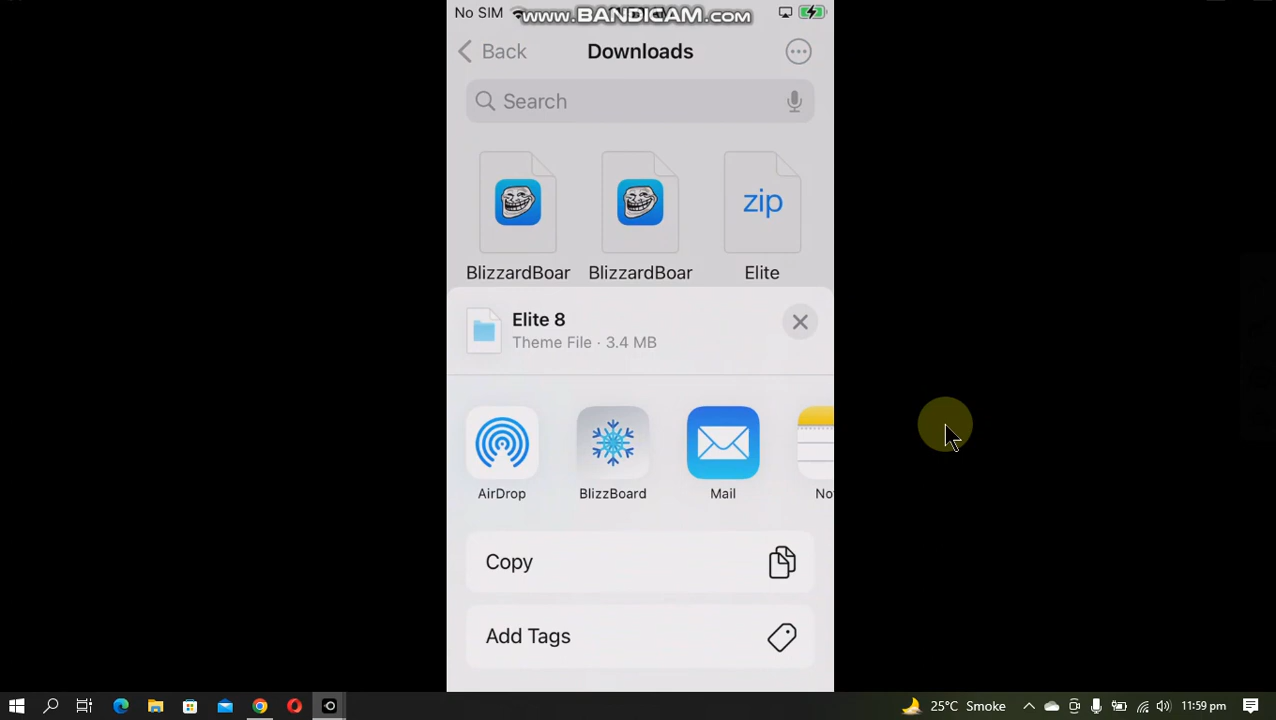 No SIM
www.BANDICAM.com
Back
Downloads
Search
zip
BlizzardBoar
BlizzardBoar
Elite
Elite 8
Theme File · 3.4 MB
AirDrop
BlizzBoard
Mail
No
Copy
Add Tags
25°C Smoke
11:59 pm